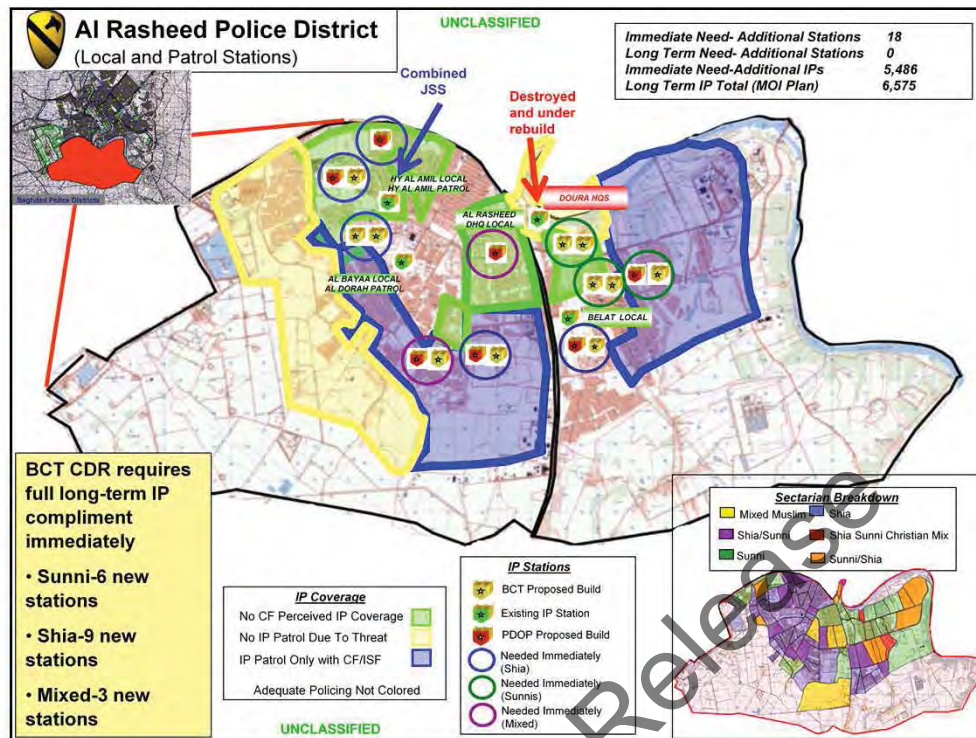 UNCLASSIFIED
Al Rasheed Police District
(Local and Patrol Stations)
Immediate Need- Additional Stations 18
Long Term Need- Additional Stations 0
Immediate Need-Additional IPs 5,486
Long Term IP Total (MOI Plan) 6,575
Baghdad Police Districts
Combined
JSS
Destroyed
and under
rebuild
HY AL AMIL LOCAL
HY AL AMIL PATROL
DOURA HQS
AL RASHEED
DHQ LOCAL
AL BAYAA LOCAL
AL DORAH PATROL
BELAT LOCAL
BCT CDR requires
full long-term IP
compliment
immediately
• Sunni-6 new
stations
• Shia-9 new
stations
• Mixed-3 new
stations
IP Coverage
No CF Perceived IP Coverage
No IP Patrol Due To Threat
IP Patrol Only with CF/ISF
Adequate Policing Not Colored
IP Stations
BCT Proposed Build
Existing IP Station
PDOP Proposed Build
Needed Immediately
(Shia)
Needed Immediately
(Sunnis)
Needed Immediately
(Mixed)
Sectarian Breakdown
Mixed Muslim Shia
Shia/Sunni Shia Sunni Christian Mix
Sunni Sunni/Shia
UNCLASSIFIED
Release